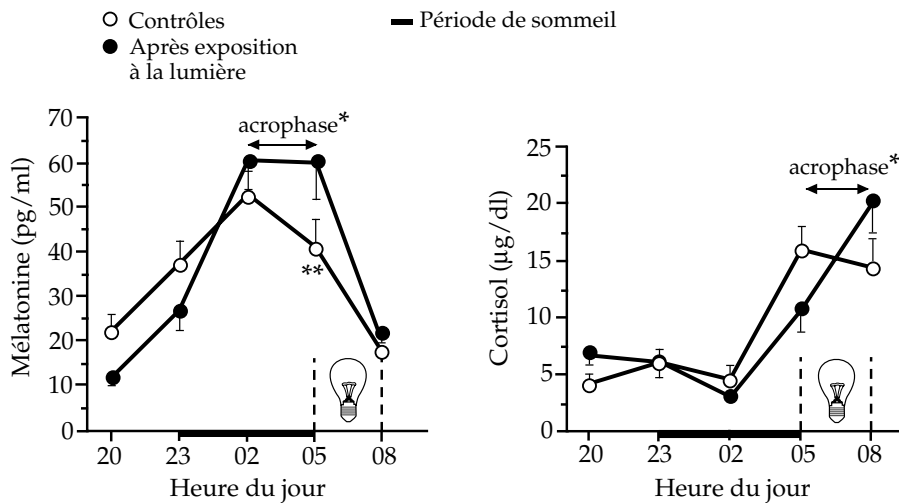 Contrôles
Après exposition
à la lumière
Période de sommeil
Mélatonine (pg/ml)
70
60
50
40
30
20
10
0
acrophase*
**
20 23 02 05 08
Heure du jour
Cortisol (µg/dl)
25
20
15
10
5
0
acrophase*
20 23 02 05 08
Heure du jour